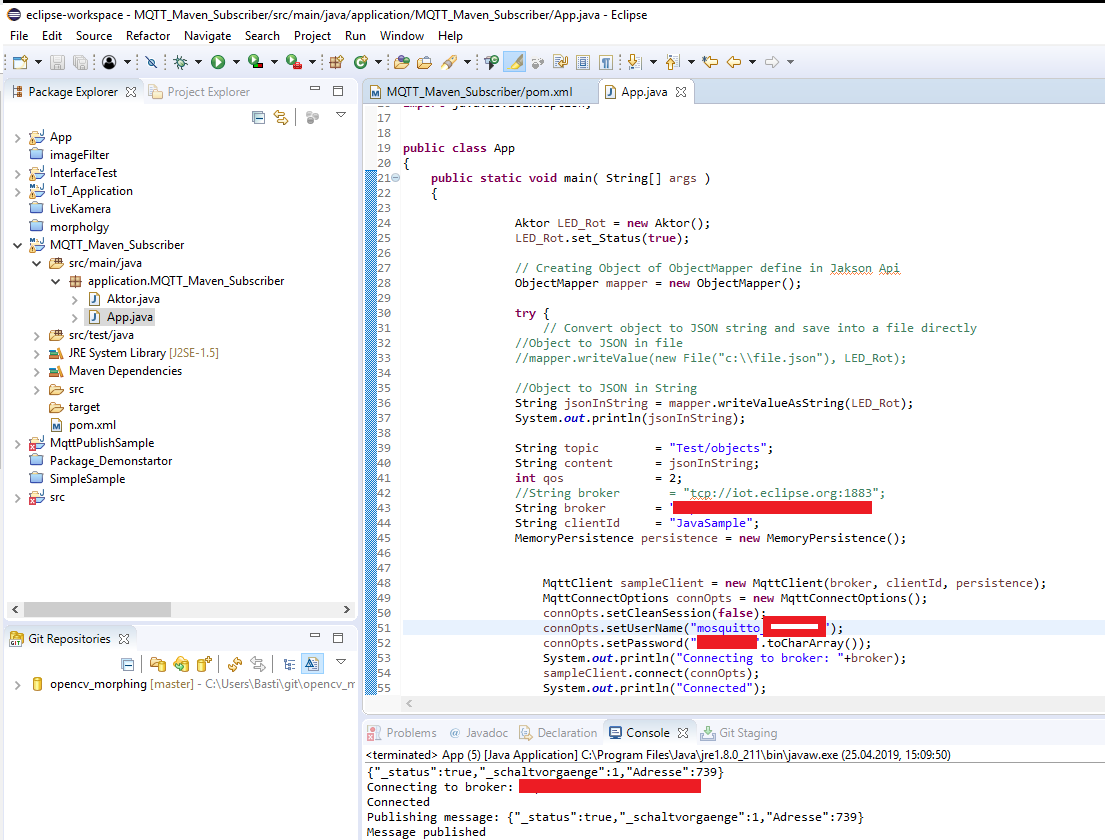 eclipse-workspace - MQTT_Maven_Subscriber/src/main/java/application/MQTT_Maven_Subscriber/App.java - Eclipse
File Edit Source Refactor Navigate Search Project Run Window Help
Package Explorer Project Explorer
App
imageFilter
InterfaceTest
IoT_Application
LiveKamera
morpholgy
MQTT_Maven_Subscriber
src/main/java
application.MQTT_Maven_Subscriber
Aktor.java
App.java
src/test/java
JRE System Library [J2SE-1.5]
Maven Dependencies
src
target
pom.xml
MqttPublishSample
Package_Demonstartor
SimpleSample
src
Git Repositories
GIT
opencv_morphing [master] - C:\Users\Basti\git\opencv_m
MQTT_Maven_Subscriber/pom.xml App.java
17
18
19 public class App
20 {
21 public static void main( String[] args )
22 {
23
24 Aktor LED_Rot = new Aktor();
25 LED_Rot.set_Status(true);
26
27 // Creating Object of ObjectMapper define in Jakson Api
28 ObjectMapper mapper = new ObjectMapper();
29
30 try {
31 // Convert object to JSON string and save into a file directly
32 //Object to JSON in file
33 //mapper.writeValue(new File("c:\\file.json"), LED_Rot);
34
35 //Object to JSON in String
36 String jsonInString = mapper.writeValueAsString(LED_Rot);
37 System.out.println(jsonInString);
38
39 String topic = "Test/objects";
40 String content = jsonInString;
41 int qos = 2;
42 //String broker = "tcp://iot.eclipse.org:1883";
43 String broker = "
44 String clientId = "JavaSample";
45 MemoryPersistence persistence = new MemoryPersistence();
46
47
48 MqttClient sampleClient = new MqttClient(broker, clientId, persistence);
49 MqttConnectOptions connOpts = new MqttConnectOptions();
50 connOpts.setCleanSession(false);
51 connOpts.setUserName("mosquitto_ ");
52 connOpts.setPassword(" ".toCharArray());
53 System.out.println("Connecting to broker: "+broker);
54 sampleClient.connect(connOpts);
55 System.out.println("Connected");
Problems @ Javadoc Declaration Console Git Staging
<terminated> App (5) [Java Application] C:\Program Files\Java\jre1.8.0_211\bin\javaw.exe (25.04.2019, 15:09:50)
{"_status":true,"_schaltvorgaenge":1,"Adresse":739}
Connecting to broker:
Connected
Publishing message: {"_status":true,"_schaltvorgaenge":1,"Adresse":739}
Message published